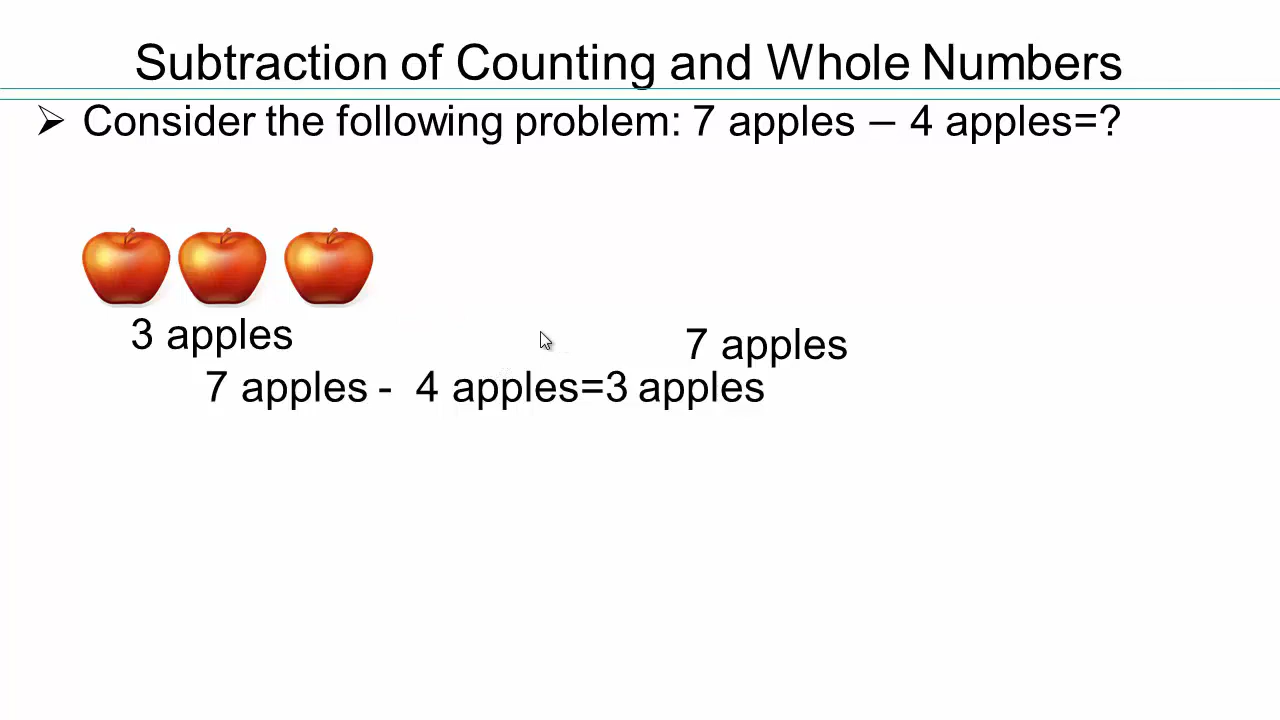 Subtraction of Counting and Whole Numbers
➢ Consider the following problem: 7 apples – 4 apples=?
3 apples
7 apples
7 apples - 4 apples=3 apples